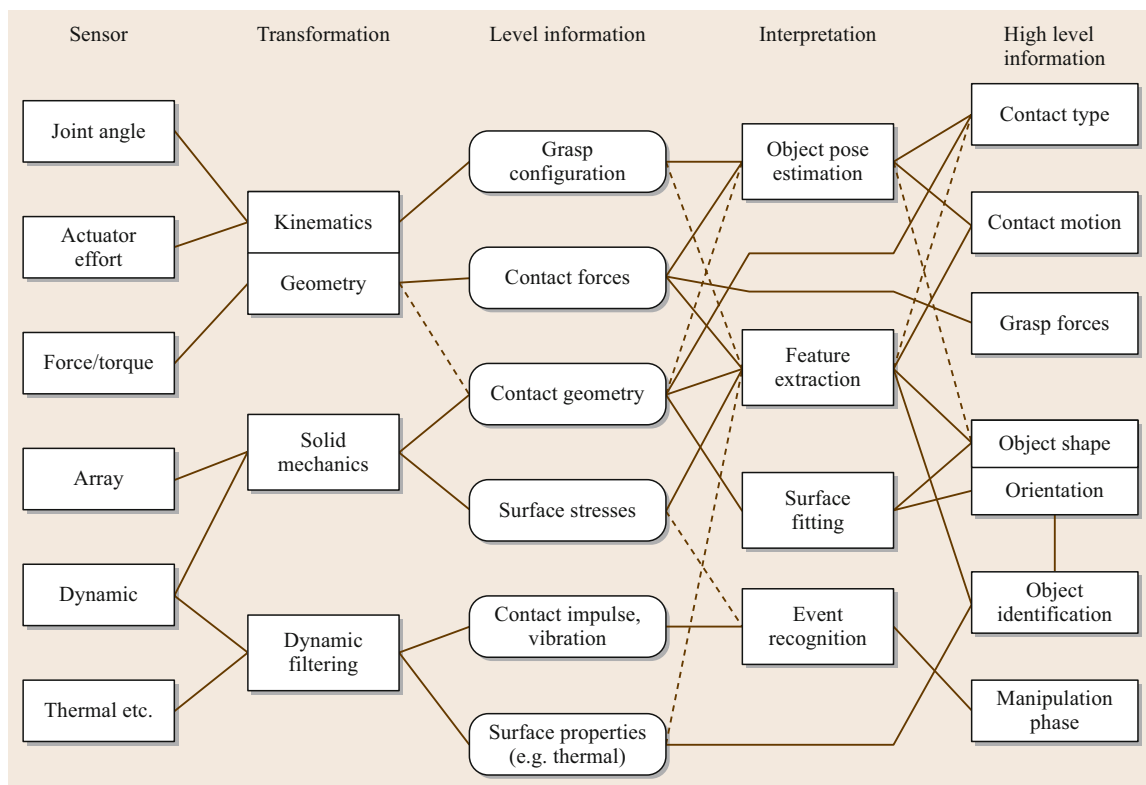 Sensor
Transformation
Level information
Interpretation
High level
information
Joint angle
Actuator
effort
Force/torque
Array
Dynamic
Thermal etc.
Kinematics
Geometry
Solid
mechanics
Dynamic
filtering
Grasp
configuration
Contact forces
Contact geometry
Surface stresses
Contact impulse,
vibration
Surface properties
(e.g. thermal)
Object pose
estimation
Feature
extraction
Surface
fitting
Event
recognition
Contact type
Contact motion
Grasp forces
Object shape
Orientation
Object
identification
Manipulation
phase